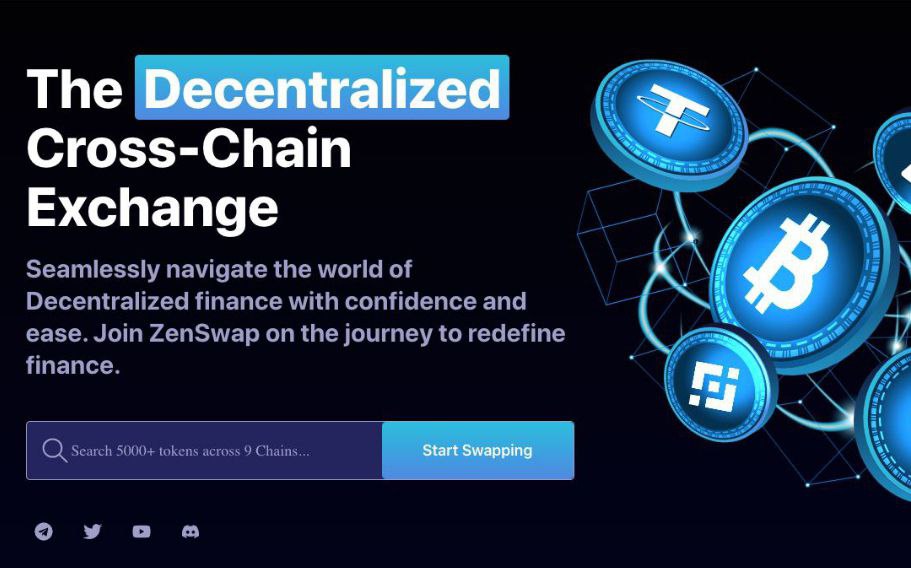 The Decentralized
Cross-Chain
Exchange
Seamlessly navigate the world of
Decentralized finance with confidence and
ease. Join ZenSwap on the journey to redefine
finance.
Search 5000+ tokens across 9 Chains...
Start Swapping